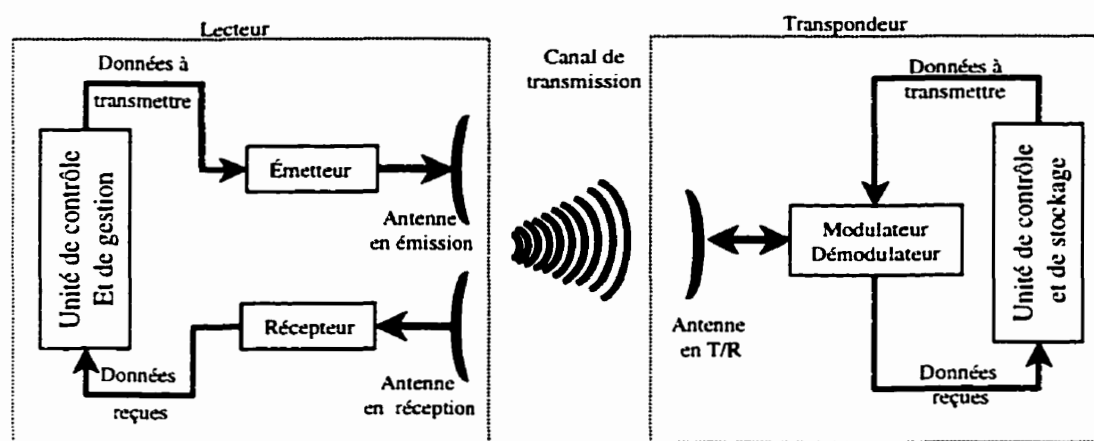 Lecteur
Données à
transmettre
Unité de contrôle
Et de gestion
Émetteur
Antenne
en émission
Récepteur
Données
reçues
Antenne
en réception
Canal de
transmission
Transpondeur
Données à
transmettre
Modulateur
Démodulateur
Unité de contrôle
et de stockage
Antenne
en T/R
Données
reçues